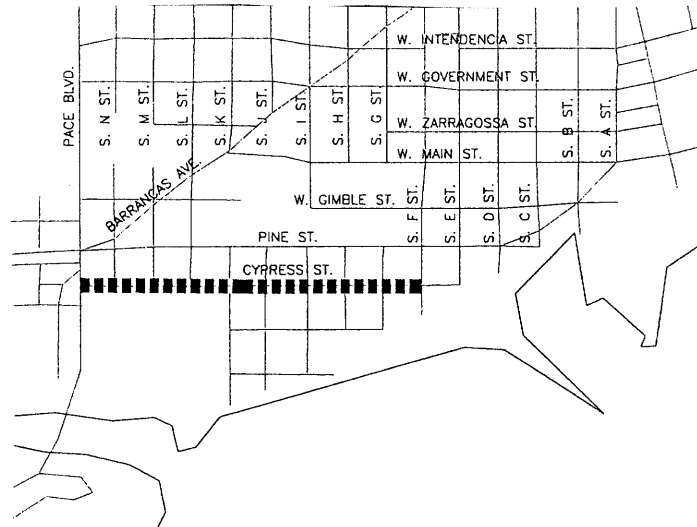 W. INTENDENCIA ST.
PACE BLVD.
W. GOVERNMENT ST.
S. N ST.
S. M ST.
S. L ST.
S. K ST.
S. J ST.
S. I ST.
S. H ST.
S. G ST.
W. ZARRAGOSSA ST.
S. B ST.
S. A ST.
W. MAIN ST.
BARRANCAS AVE.
W. GIMBLE ST.
S. F ST.
S. E ST.
S. D ST.
S. C ST.
PINE ST.
CYPRESS ST.